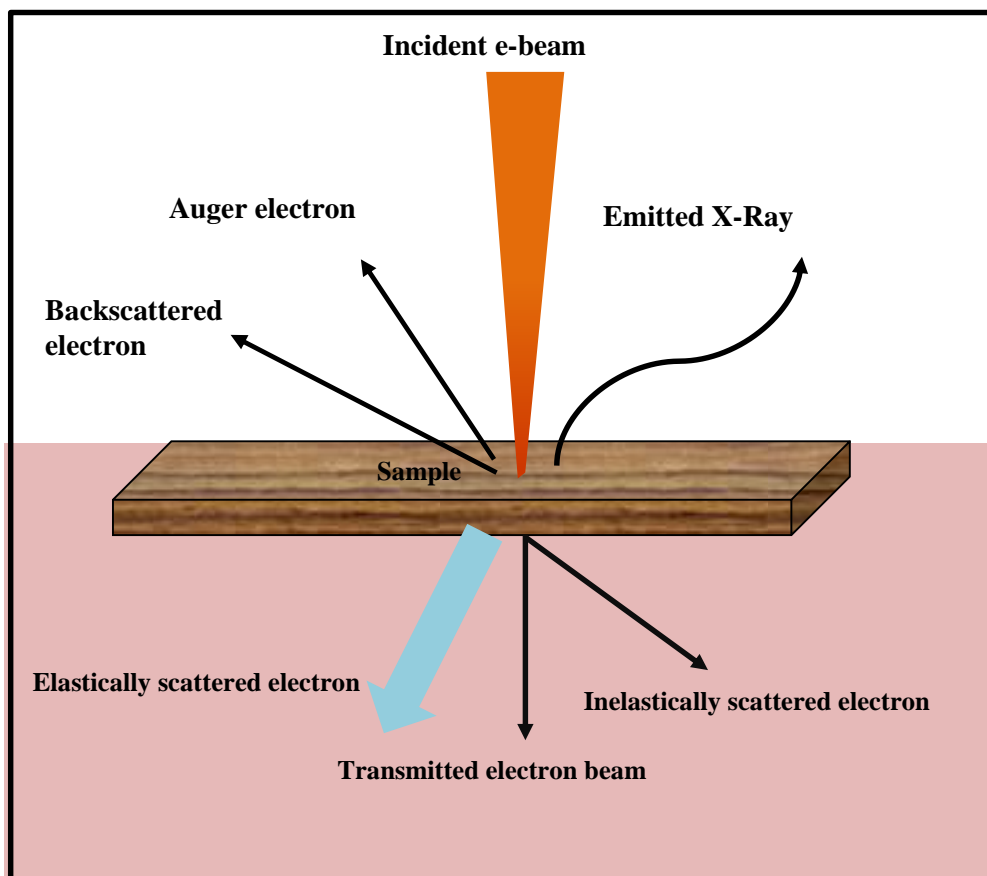 Incident e-beam
Auger electron
Emitted X-Ray
Backscattered
electron
Sample
Elastically scattered electron
Inelastically scattered electron
Transmitted electron beam